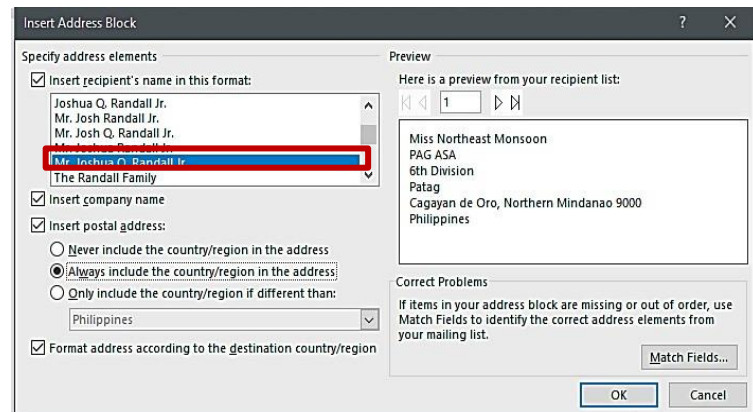 Insert Address Block
? X
Specify address elements
Insert recipient's name in this format:
Joshua Q. Randall Jr.
Mr. Josh Randall Jr.
Mr. Josh Q. Randall Jr.
Mr. Joshua Randall Jr.
Mr. Joshua Q. Randall Jr.
The Randall Family
Insert company name
Insert postal address:
Never include the country/region in the address
Always include the country/region in the address
Only include the country/region if different than:
Philippines
Format address according to the destination country/region
Preview
Here is a preview from your recipient list:
1
Miss Northeast Monsoon
PAG ASA
6th Division
Patag
Cagayan de Oro, Northern Mindanao 9000
Philippines
Correct Problems
If items in your address block are missing or out of order, use
Match Fields to identify the correct address elements from
your mailing list.
Match Fields...
OK
Cancel